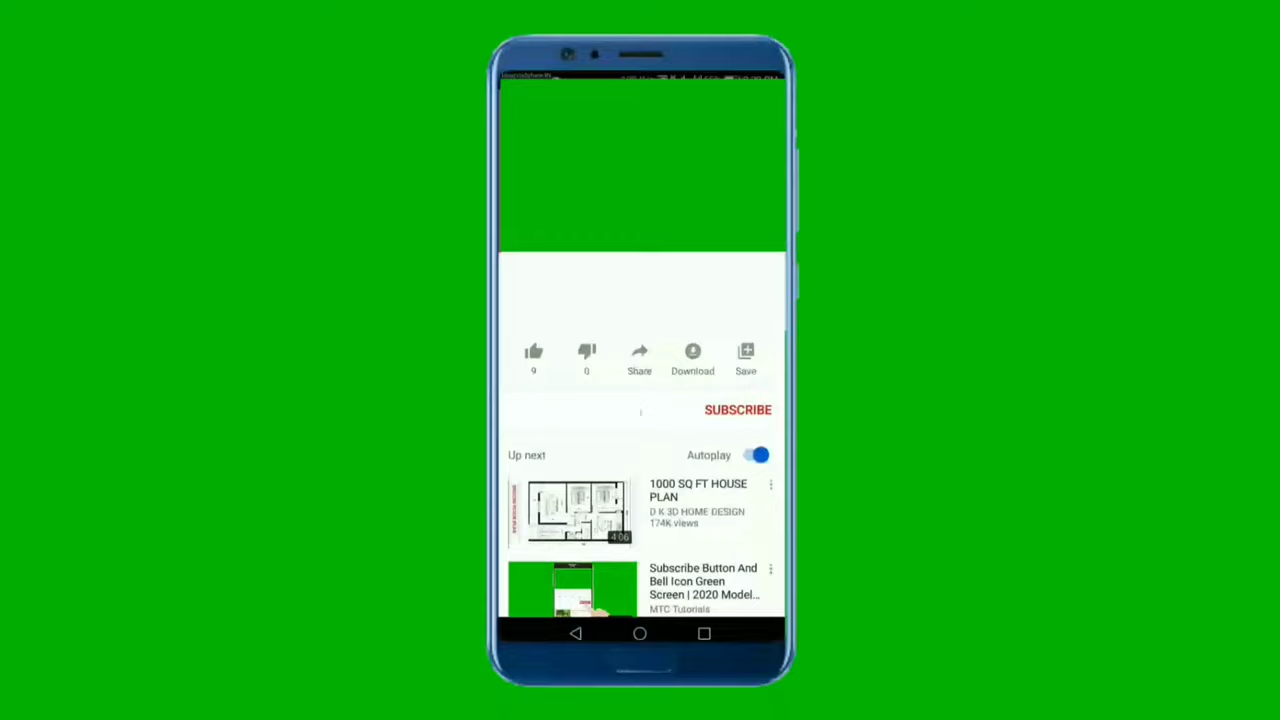 9
0
Share
Download
Save
SUBSCRIBE
Up next
Autoplay
1000 SQ FT HOUSE
PLAN
D K 3D HOME DESIGN
174K views
4:06
Subscribe Button And
Bell Icon Green
Screen | 2020 Model...
MTC Tutorials